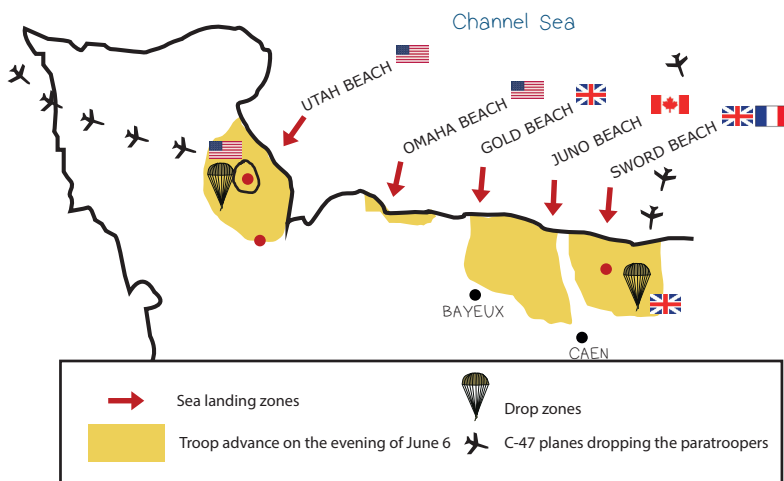 Channel Sea
UTAH BEACH
OMAHA BEACH
GOLD BEACH
JUNO BEACH
SWORD BEACH
BAYEUX
CAEN
Sea landing zones
Drop zones
Troop advance on the evening of June 6
C-47 planes dropping the paratroopers